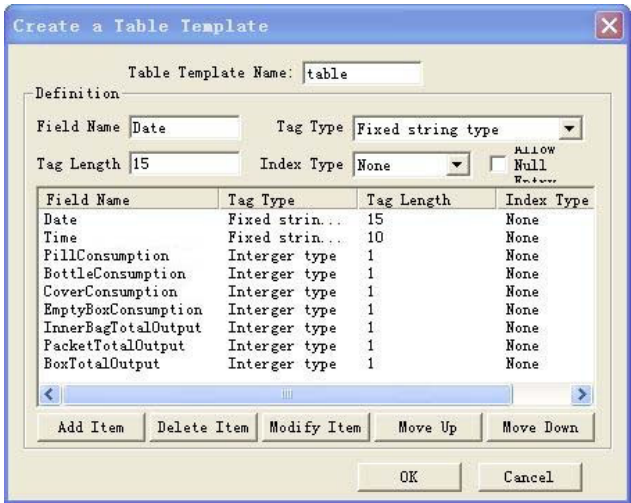 Create a Table Template
Table Template Name: table
Definition
Field Name Date Tag Type Fixed string type
Tag Length 15 Index Type None Allow Null Entry
Field Name Tag Type Tag Length Index Type
Date Fixed strin... 15 None
Time Fixed strin... 10 None
PillConsumption Interger type 1 None
BottleConsumption Interger type 1 None
CoverConsumption Interger type 1 None
EmptyBoxConsumption Interger type 1 None
InnerBagTotalOutput Interger type 1 None
PacketTotalOutput Interger type 1 None
BoxTotalOutput Interger type 1 None
Add Item Delete Item Modify Item Move Up Move Down
OK Cancel